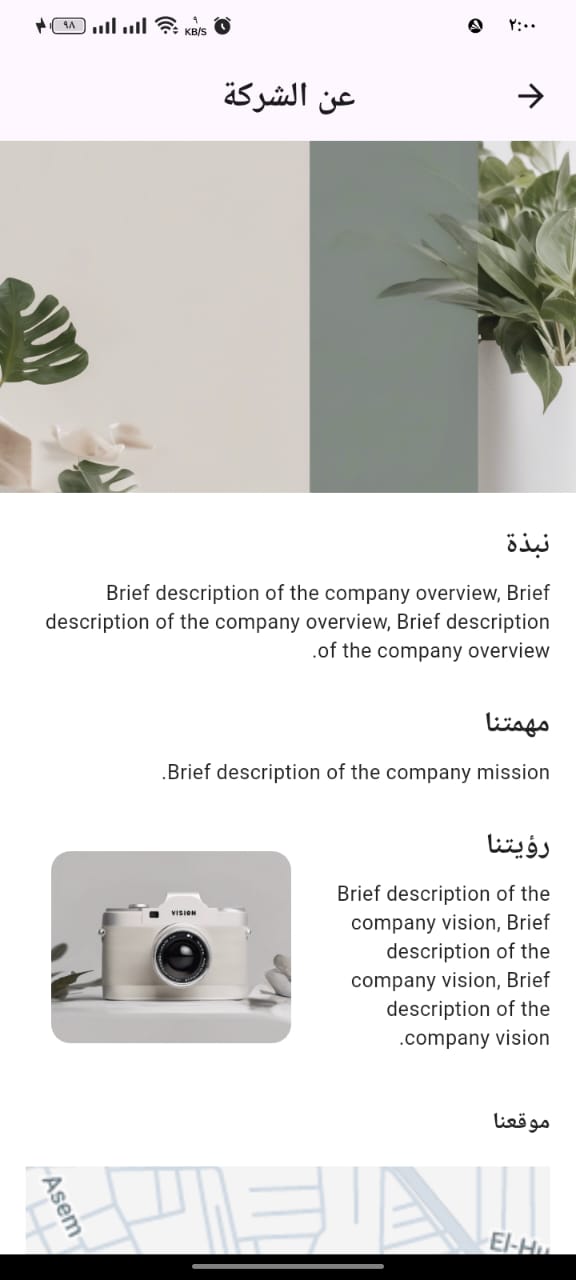 ٢:٠٠
٩٨
٩
KB/S
عن الشركة
نبذة
Brief description of the company overview, Brief
description of the company overview, Brief description
.of the company overview
مهمتنا
.Brief description of the company mission
رؤيتنا
VISION
Brief description of the
company vision, Brief
description of the
company vision, Brief
description of the
.company vision
موقعنا
Asem